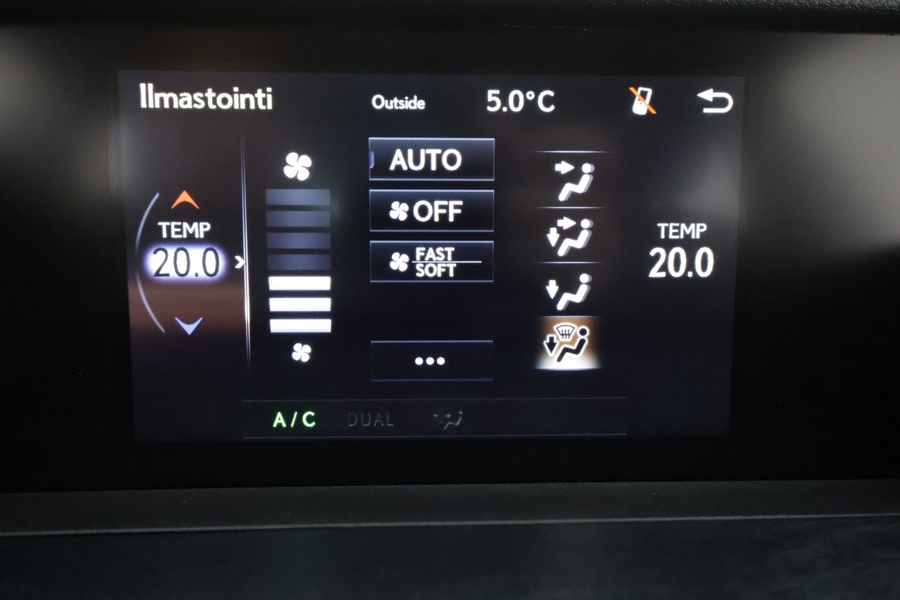 Ilmastointi
Outside 5.0°C
AUTO
OFF
FAST
SOFT
TEMP
20.0
TEMP
20.0
•••
A/C DUAL